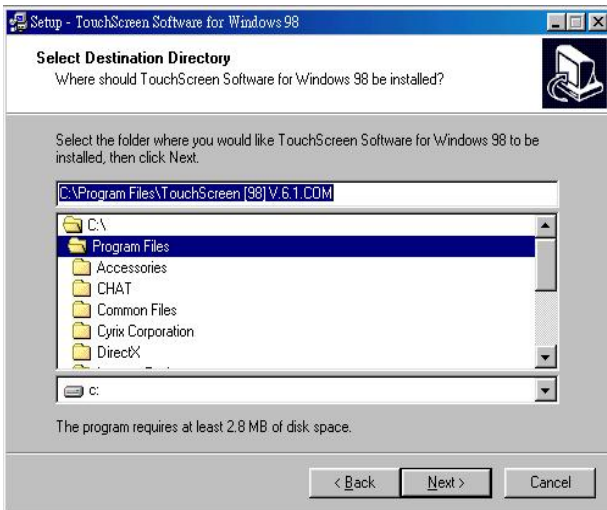 Setup - TouchScreen Software for Windows 98
Select Destination Directory
Where should TouchScreen Software for Windows 98 be installed?
Select the folder where you would like TouchScreen Software for Windows 98 to be
installed, then click Next.
C:\Program Files\TouchScreen [98] V.6.1.COM
C:\
Program Files
Accessories
CHAT
Common Files
Cyrix Corporation
DirectX
c:
The program requires at least 2.8 MB of disk space.
< Back
Next >
Cancel